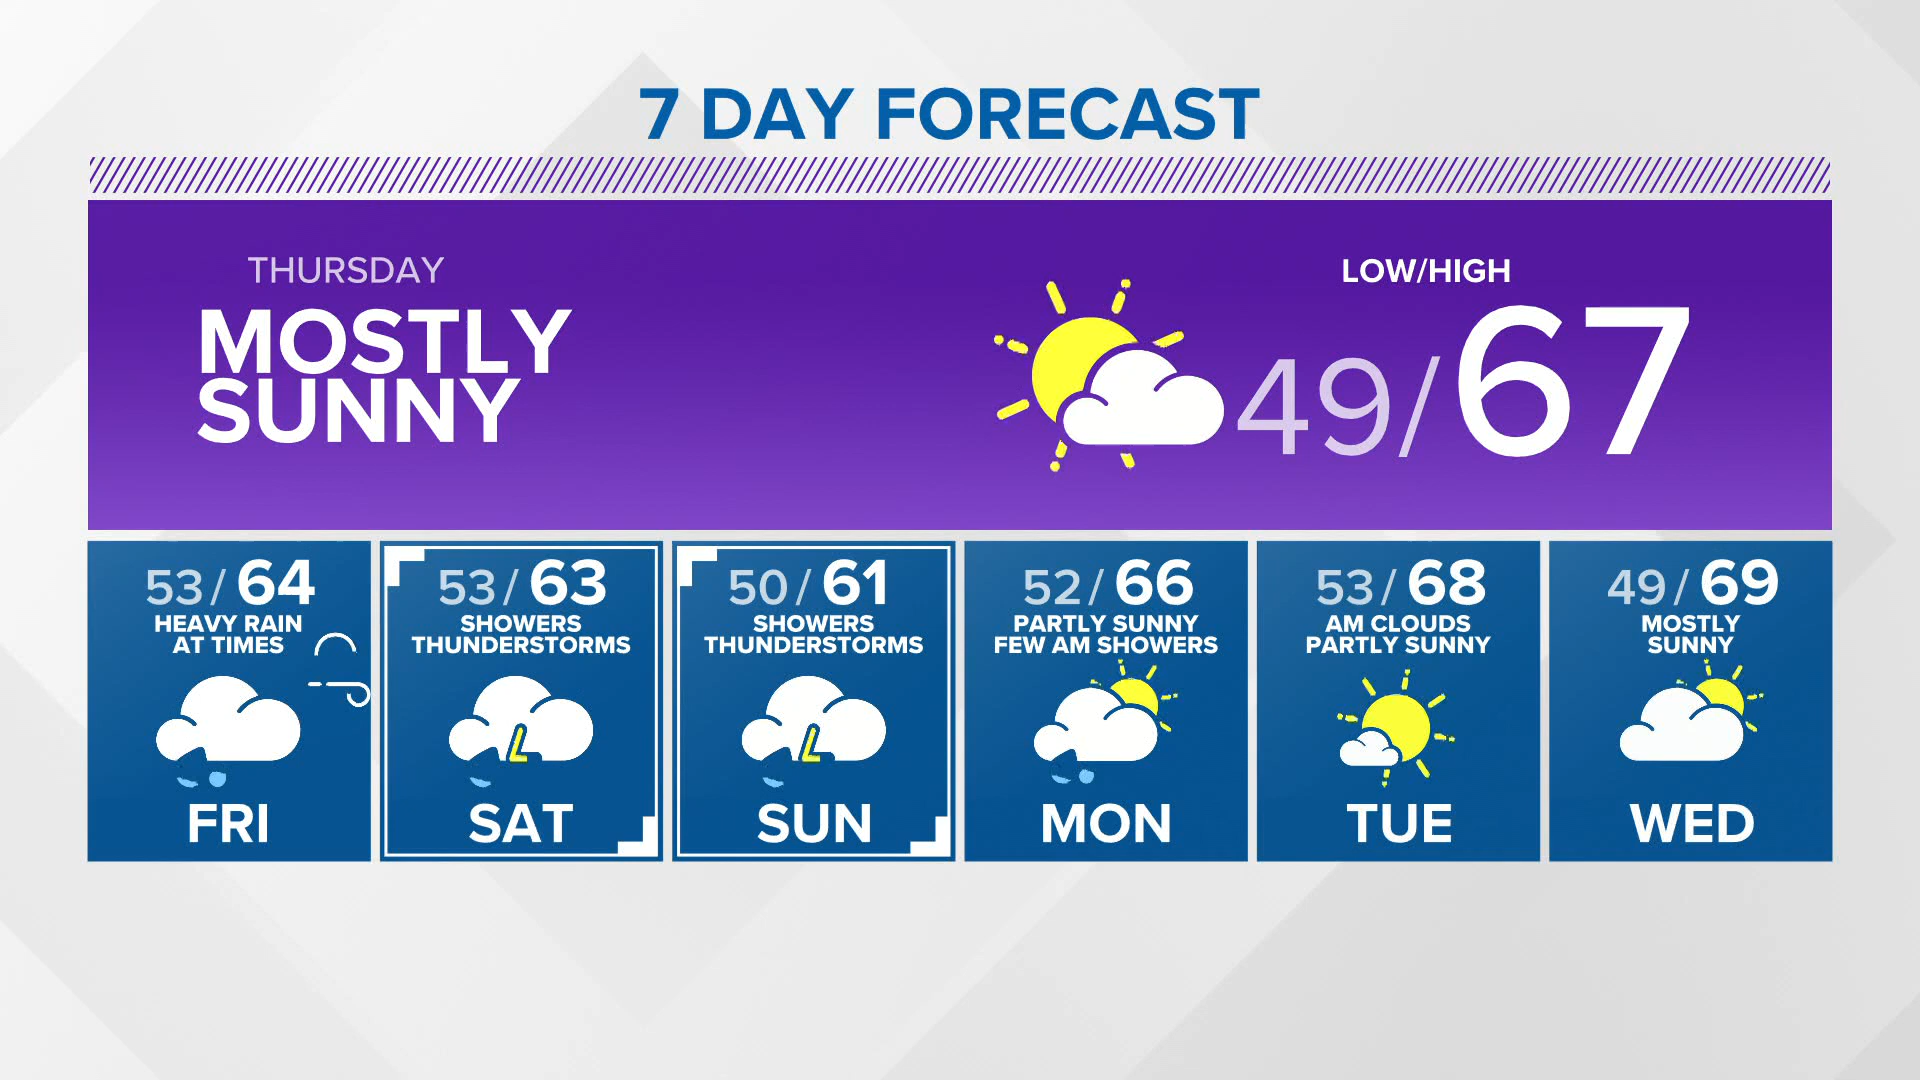 7 DAY FORECAST
THURSDAY
MOSTLY
SUNNY
LOW/HIGH
49/67
53/64
HEAVY RAIN
AT TIMES
FRI
53/63
SHOWERS
THUNDERSTORMS
SAT
50/61
SHOWERS
THUNDERSTORMS
SUN
52/66
PARTLY SUNNY
FEW AM SHOWERS
MON
53/68
AM CLOUDS
PARTLY SUNNY
TUE
49/69
MOSTLY
SUNNY
WED